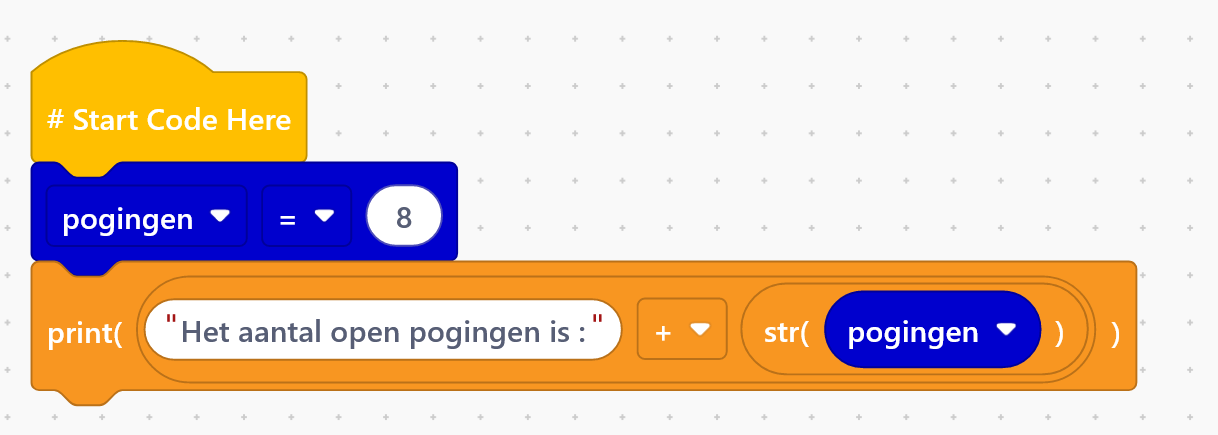 # Start Code Here
pogingen = 8
print( "Het aantal open pogingen is : " + str( pogingen ) )